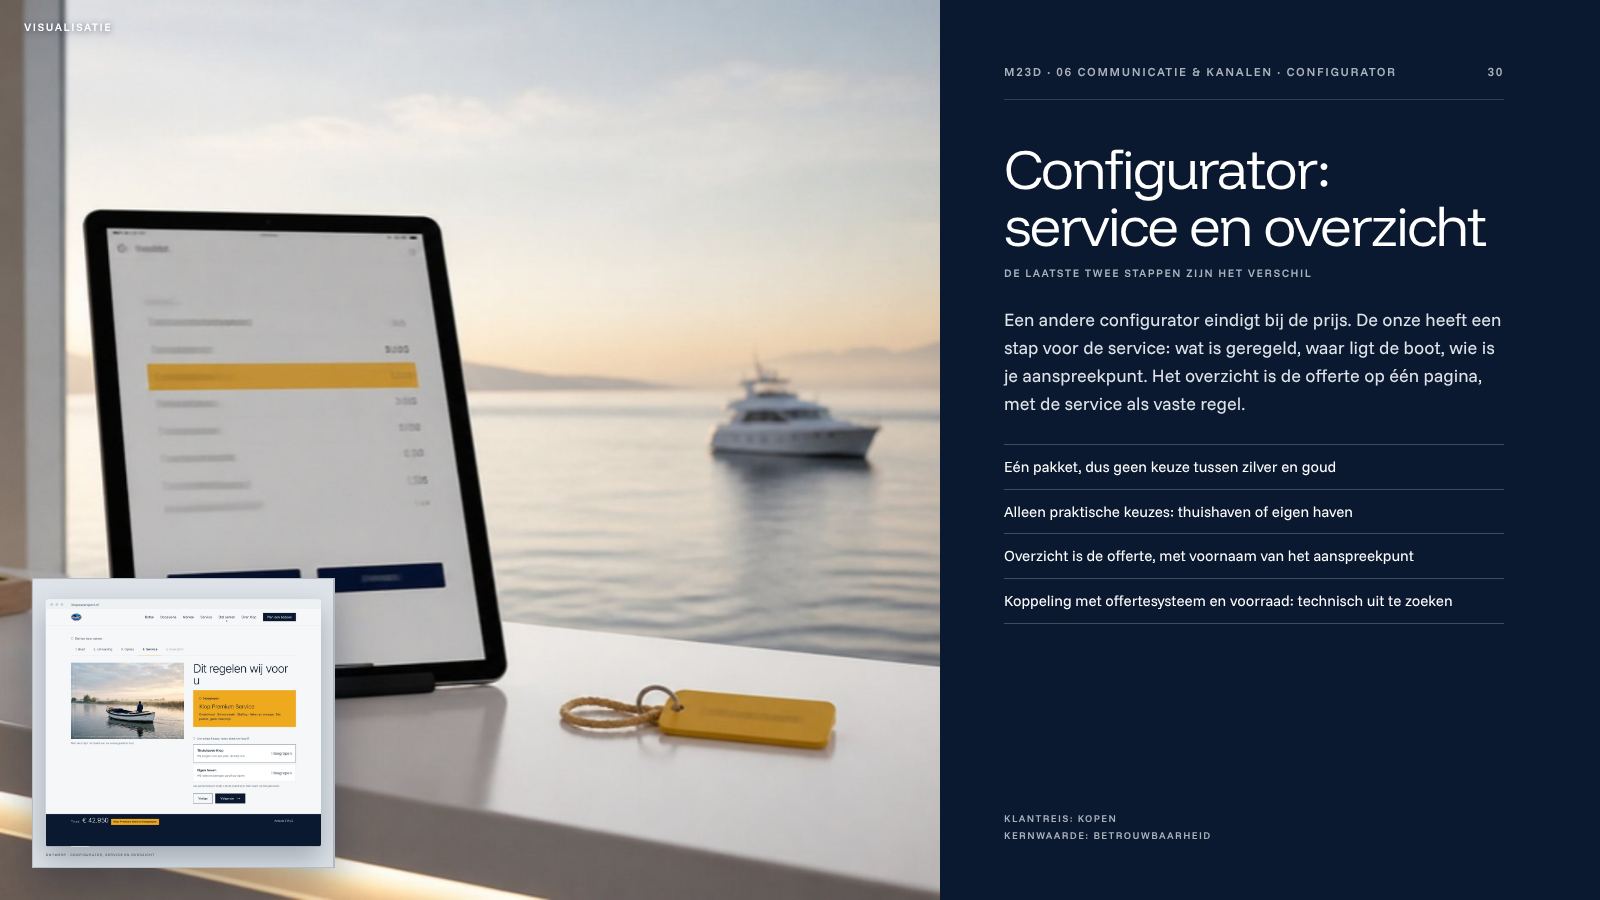 VISUALISATIE
M23D · 06 COMMUNICATIE & KANALEN · CONFIGURATOR
30
Configurator:
service en overzicht
DE LAATSTE TWEE STAPPEN ZIJN HET VERSCHIL
Een andere configurator eindigt bij de prijs. De onze heeft een
stap voor de service: wat is geregeld, waar ligt de boot, wie is
je aanspreekpunt. Het overzicht is de offerte op één pagina,
met de service als vaste regel.
Eén pakket, dus geen keuze tussen zilver en goud
Alleen praktische keuzes: thuishaven of eigen haven
Overzicht is de offerte, met voornaam van het aanspreekpunt
Koppeling met offertesysteem en voorraad: technisch uit te zoeken
KLANTREIS: KOPEN
KERNWAARDE: BETROUWBAARHEID
Dit regelen wij voor
u
Klop Premium Service
€ 42.950